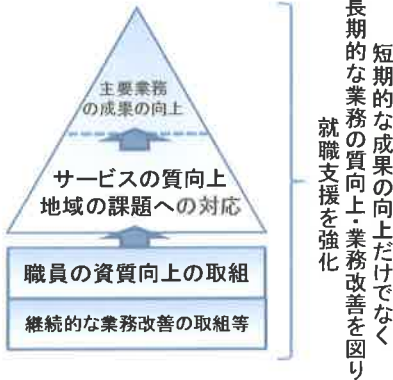 主要業務
の成果の向上
サービスの質向上
地域の課題への対応
職員の資質向上の取組
継続的な業務改善の取組等
短期的な成果の向上だけでなく
長期的な業務の質向上・業務改善を図り
就職支援を強化